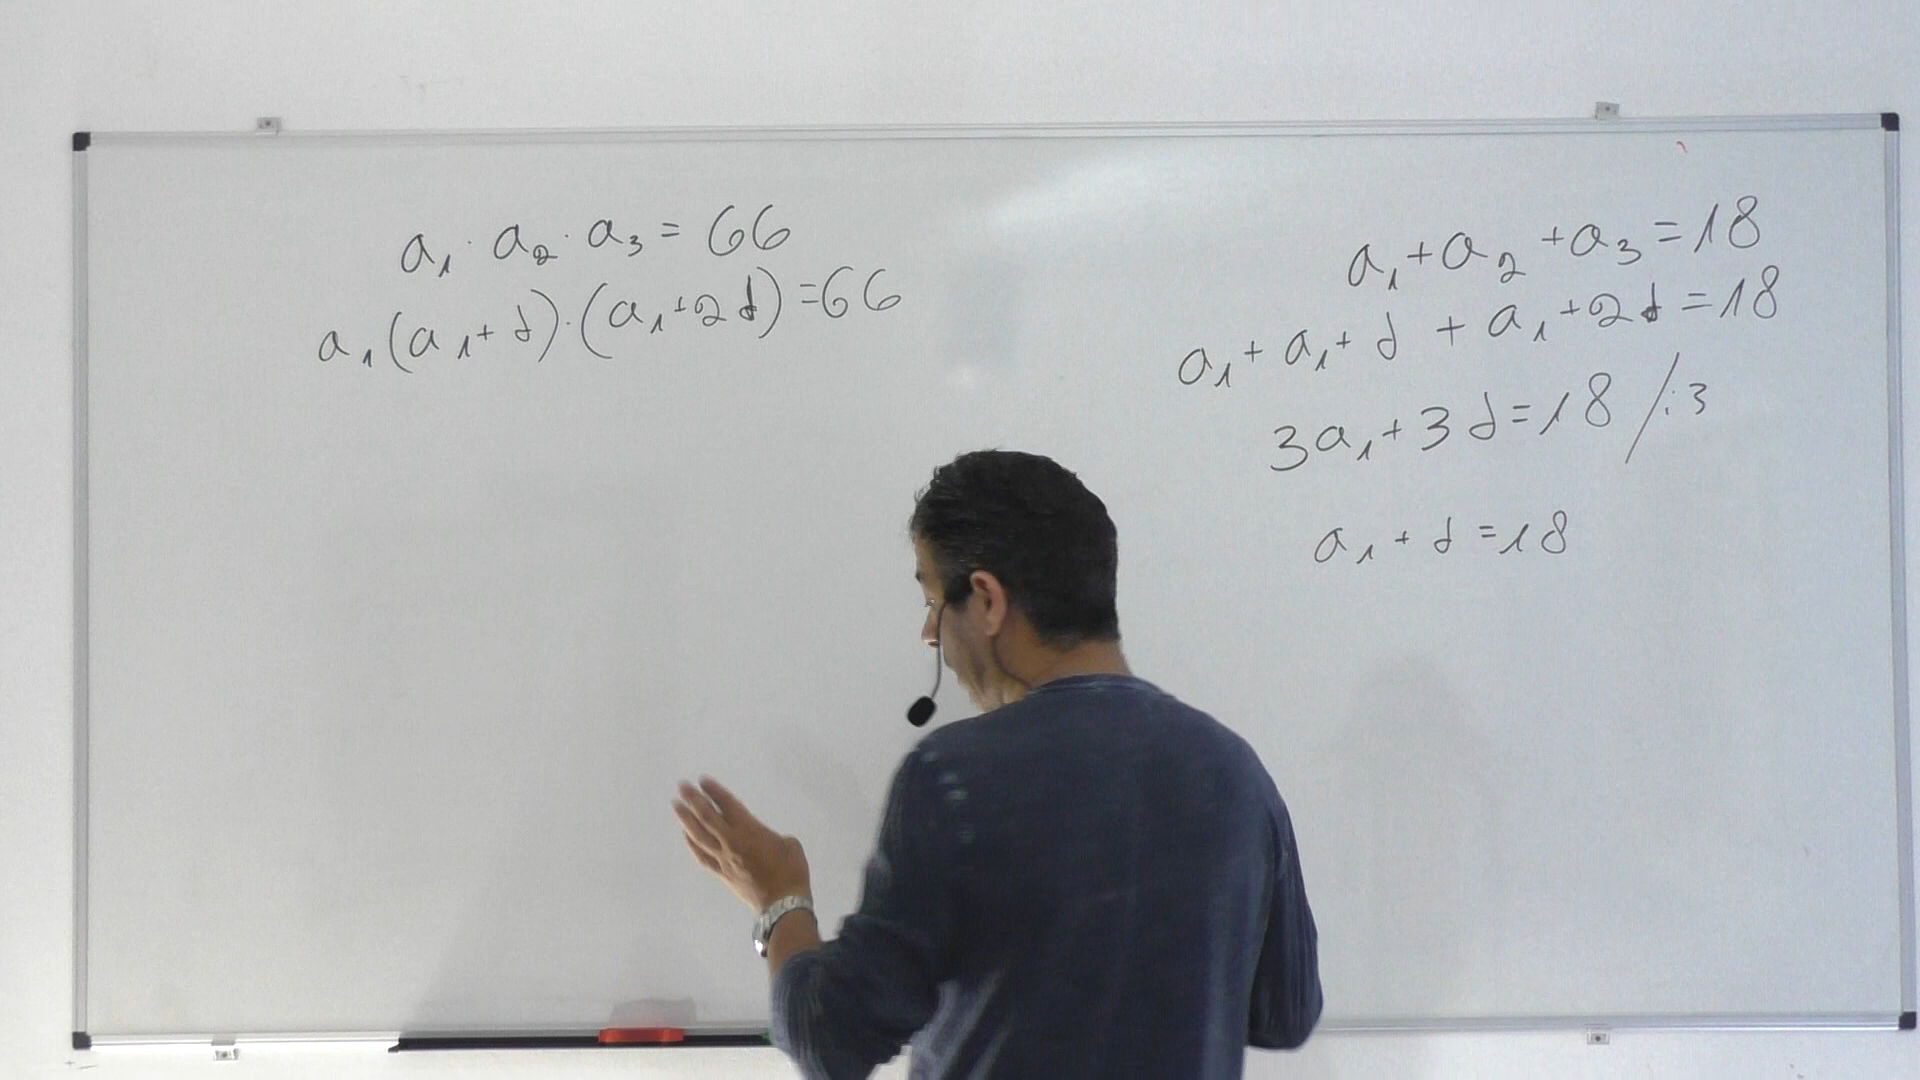 a₁ · a₂ · a₃ = 66
a₁(a₁+d)·(a₁+2d)=66
a₁+a₂+a₃=18
a₁+a₁+d+a₁+2d=18
3a₁+3d=18 /:3
a₁+d=18